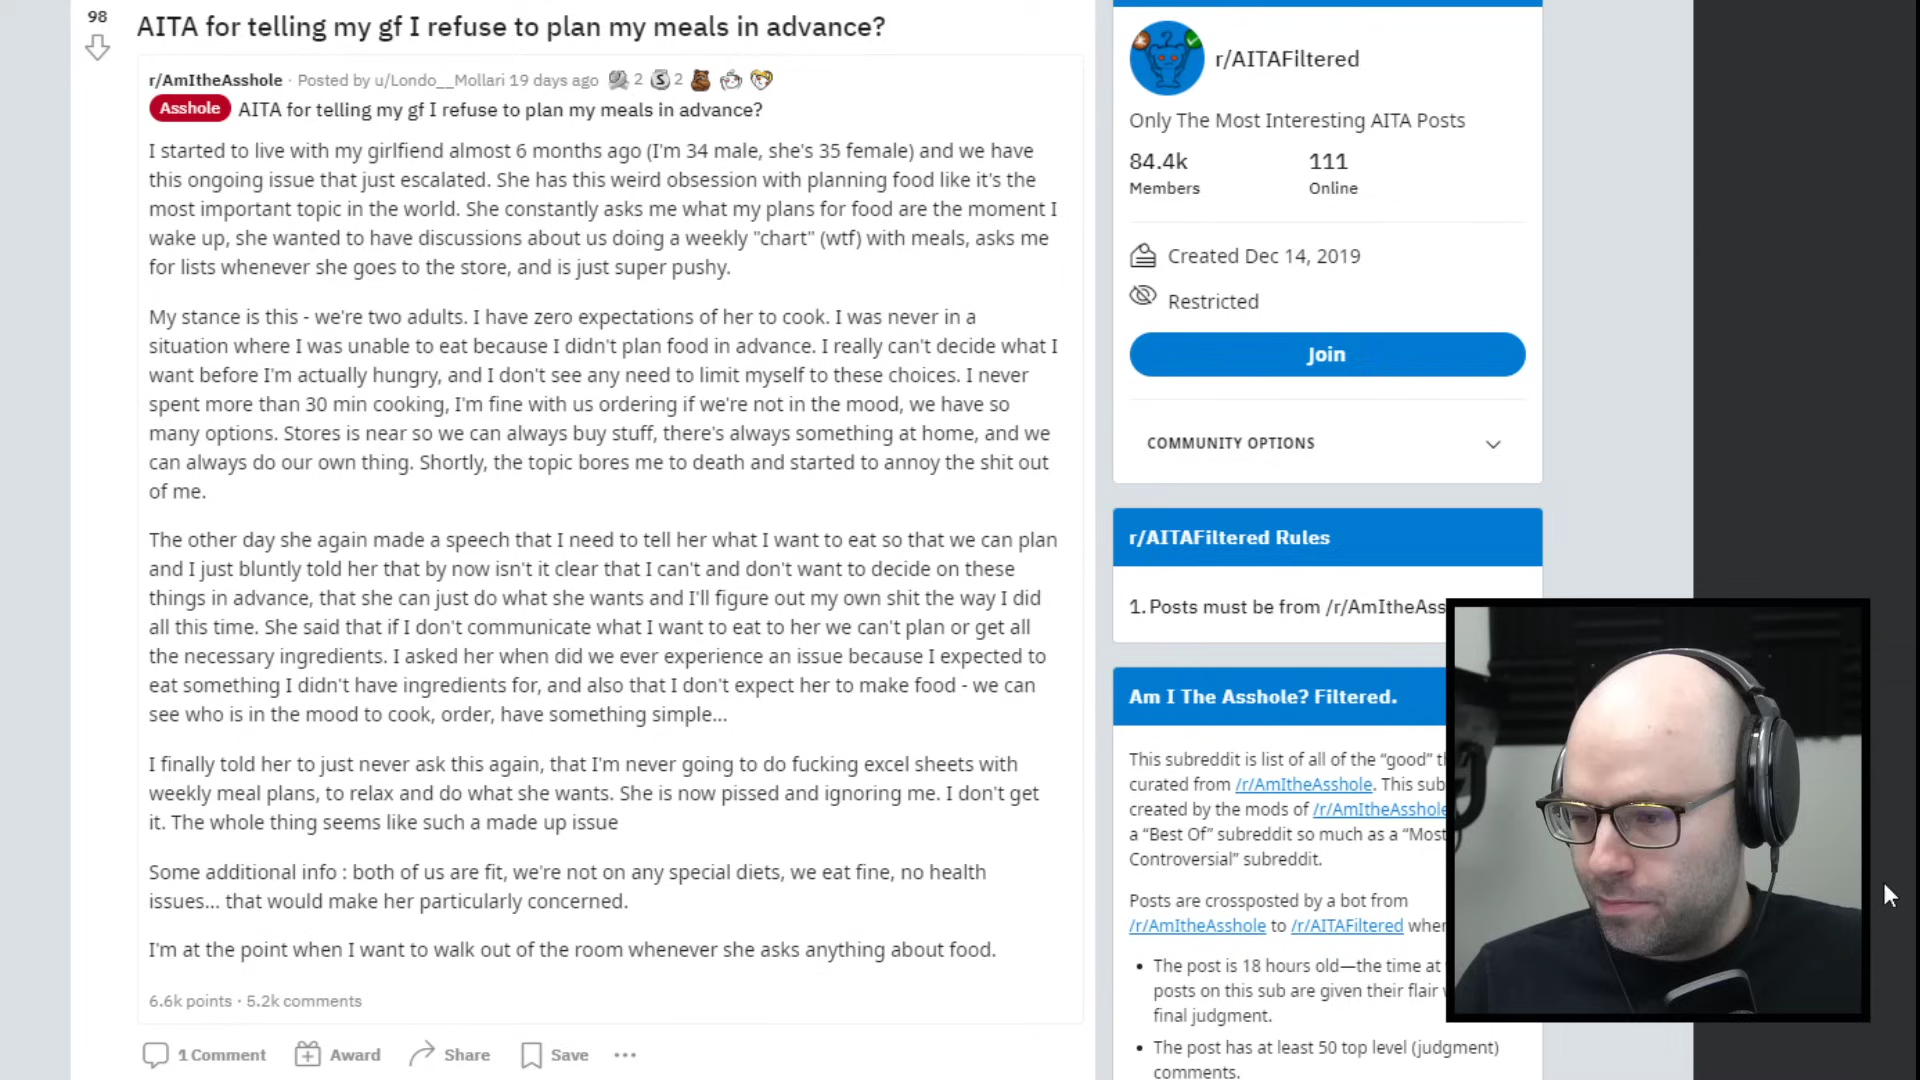 98
AITA for telling my gf I refuse to plan my meals in advance?
r/AmItheAsshole · Posted by u/Londo__Mollari 19 days ago 2 2
Asshole AITA for telling my gf I refuse to plan my meals in advance?
I started to live with my girlfiend almost 6 months ago (I'm 34 male, she's 35 female) and we have
this ongoing issue that just escalated. She has this weird obsession with planning food like it's the
most important topic in the world. She constantly asks me what my plans for food are the moment I
wake up, she wanted to have discussions about us doing a weekly "chart" (wtf) with meals, asks me
for lists whenever she goes to the store, and is just super pushy.
My stance is this - we're two adults. I have zero expectations of her to cook. I was never in a
situation where I was unable to eat because I didn't plan food in advance. I really can't decide what I
want before I'm actually hungry, and I don't see any need to limit myself to these choices. I never
spent more than 30 min cooking, I'm fine with us ordering if we're not in the mood, we have so
many options. Stores is near so we can always buy stuff, there's always something at home, and we
can always do our own thing. Shortly, the topic bores me to death and started to annoy the shit out
of me.
The other day she again made a speech that I need to tell her what I want to eat so that we can plan
and I just bluntly told her that by now isn't it clear that I can't and don't want to decide on these
things in advance, that she can just do what she wants and I'll figure out my own shit the way I did
all this time. She said that if I don't communicate what I want to eat to her we can't plan or get all
the necessary ingredients. I asked her when did we ever experience an issue because I expected to
eat something I didn't have ingredients for, and also that I don't expect her to make food - we can
see who is in the mood to cook, order, have something simple...
I finally told her to just never ask this again, that I'm never going to do fucking excel sheets with
weekly meal plans, to relax and do what she wants. She is now pissed and ignoring me. I don't get
it. The whole thing seems like such a made up issue
Some additional info : both of us are fit, we're not on any special diets, we eat fine, no health
issues... that would make her particularly concerned.
I'm at the point when I want to walk out of the room whenever she asks anything about food.
6.6k points · 5.2k comments
1 Comment Award Share Save ...
r/AITAFiltered
Only The Most Interesting AITA Posts
84.4k 111
Members Online
Created Dec 14, 2019
Restricted
Join
COMMUNITY OPTIONS
r/AITAFiltered Rules
1. Posts must be from /r/AmItheAss
Am I The Asshole? Filtered.
This subreddit is list of all of the “good” t
curated from /r/AmItheAsshole. This sub
created by the mods of /r/AmItheAsshole
a “Best Of” subreddit so much as a “Most
Controversial” subreddit.
Posts are crossposted by a bot from
/r/AmItheAsshole to /r/AITAFiltered when
• The post is 18 hours old—the time at
posts on this sub are given their flair
final judgment.
• The post has at least 50 top level (judgment)
comments.